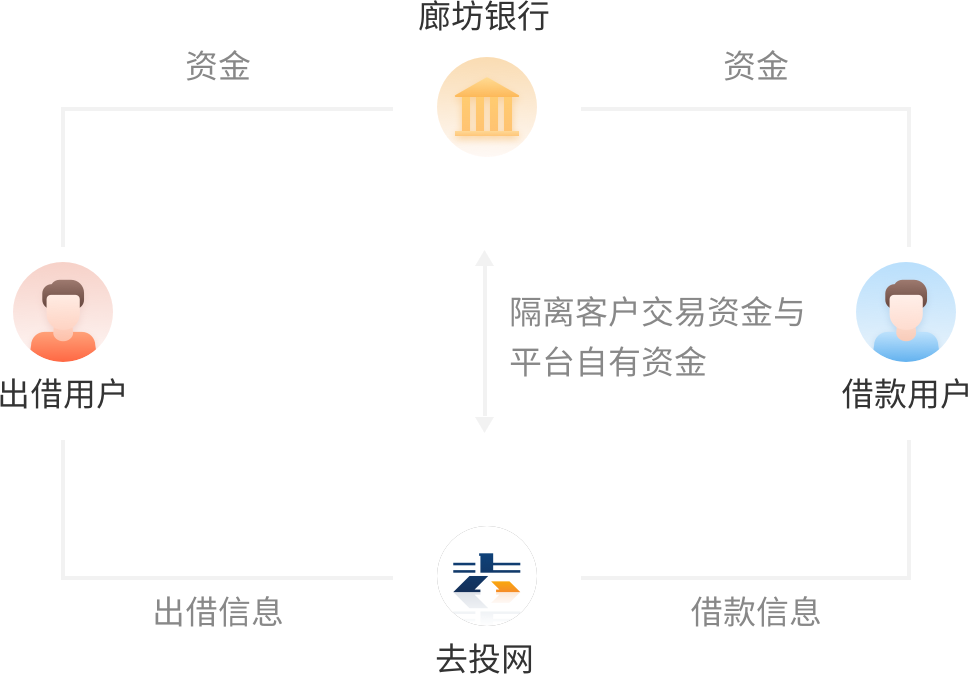 廊坊银行
资金
资金
隔离客户交易资金与
平台自有资金
出借用户
借款用户
出借信息
借款信息
去投网